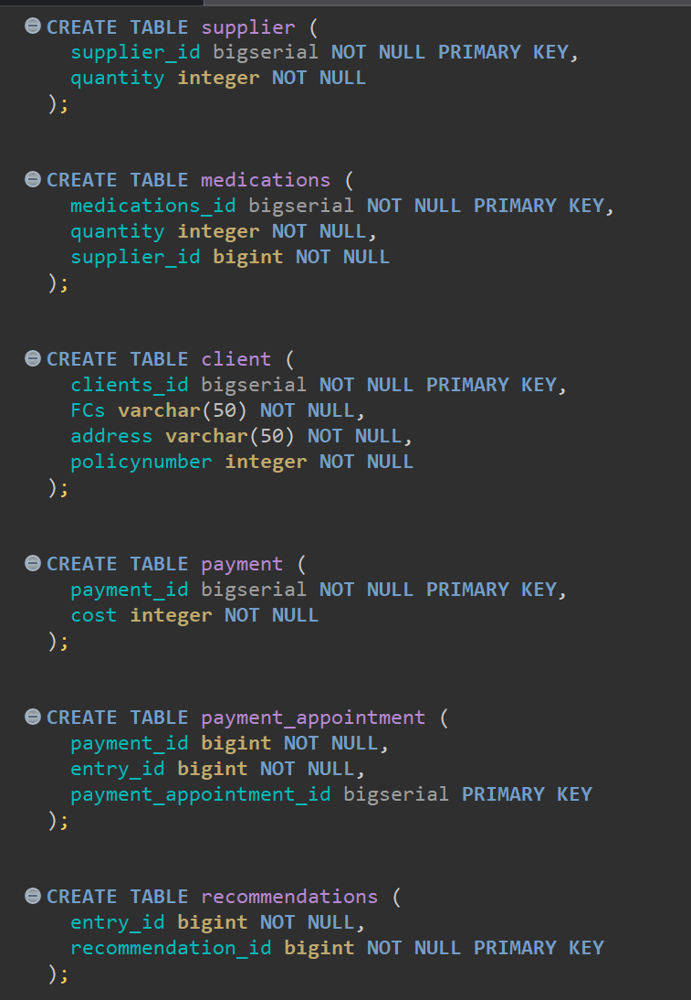 CREATE TABLE supplier (
supplier_id bigserial NOT NULL PRIMARY KEY,
quantity integer NOT NULL
);
CREATE TABLE medications (
medications_id bigserial NOT NULL PRIMARY KEY,
quantity integer NOT NULL,
supplier_id bigint NOT NULL
);
CREATE TABLE client (
clients_id bigserial NOT NULL PRIMARY KEY,
FCs varchar(50) NOT NULL,
address varchar(50) NOT NULL,
policynumber integer NOT NULL
);
CREATE TABLE payment (
payment_id bigserial NOT NULL PRIMARY KEY,
cost integer NOT NULL
);
CREATE TABLE payment_appointment (
payment_id bigint NOT NULL,
entry_id bigint NOT NULL,
payment_appointment_id bigserial PRIMARY KEY
);
CREATE TABLE recommendations (
entry_id bigint NOT NULL,
recommendation_id bigint NOT NULL PRIMARY KEY
);